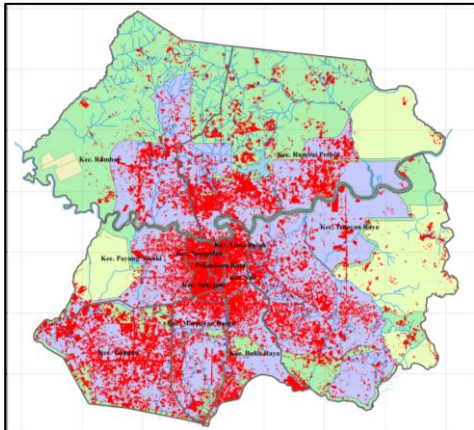 Kec. Rumbai
Kec. Rumbai Pesisir
Kec. Tenayan Raya
Kec. Lima Puluh
Kec. Senapelan
Kec. Payung Sekaki
Pekanbaru Kota
Kec. Sukajadi
Kec. Marpoyan Damai
Kec. Tampan
Kec. Bukit Raya